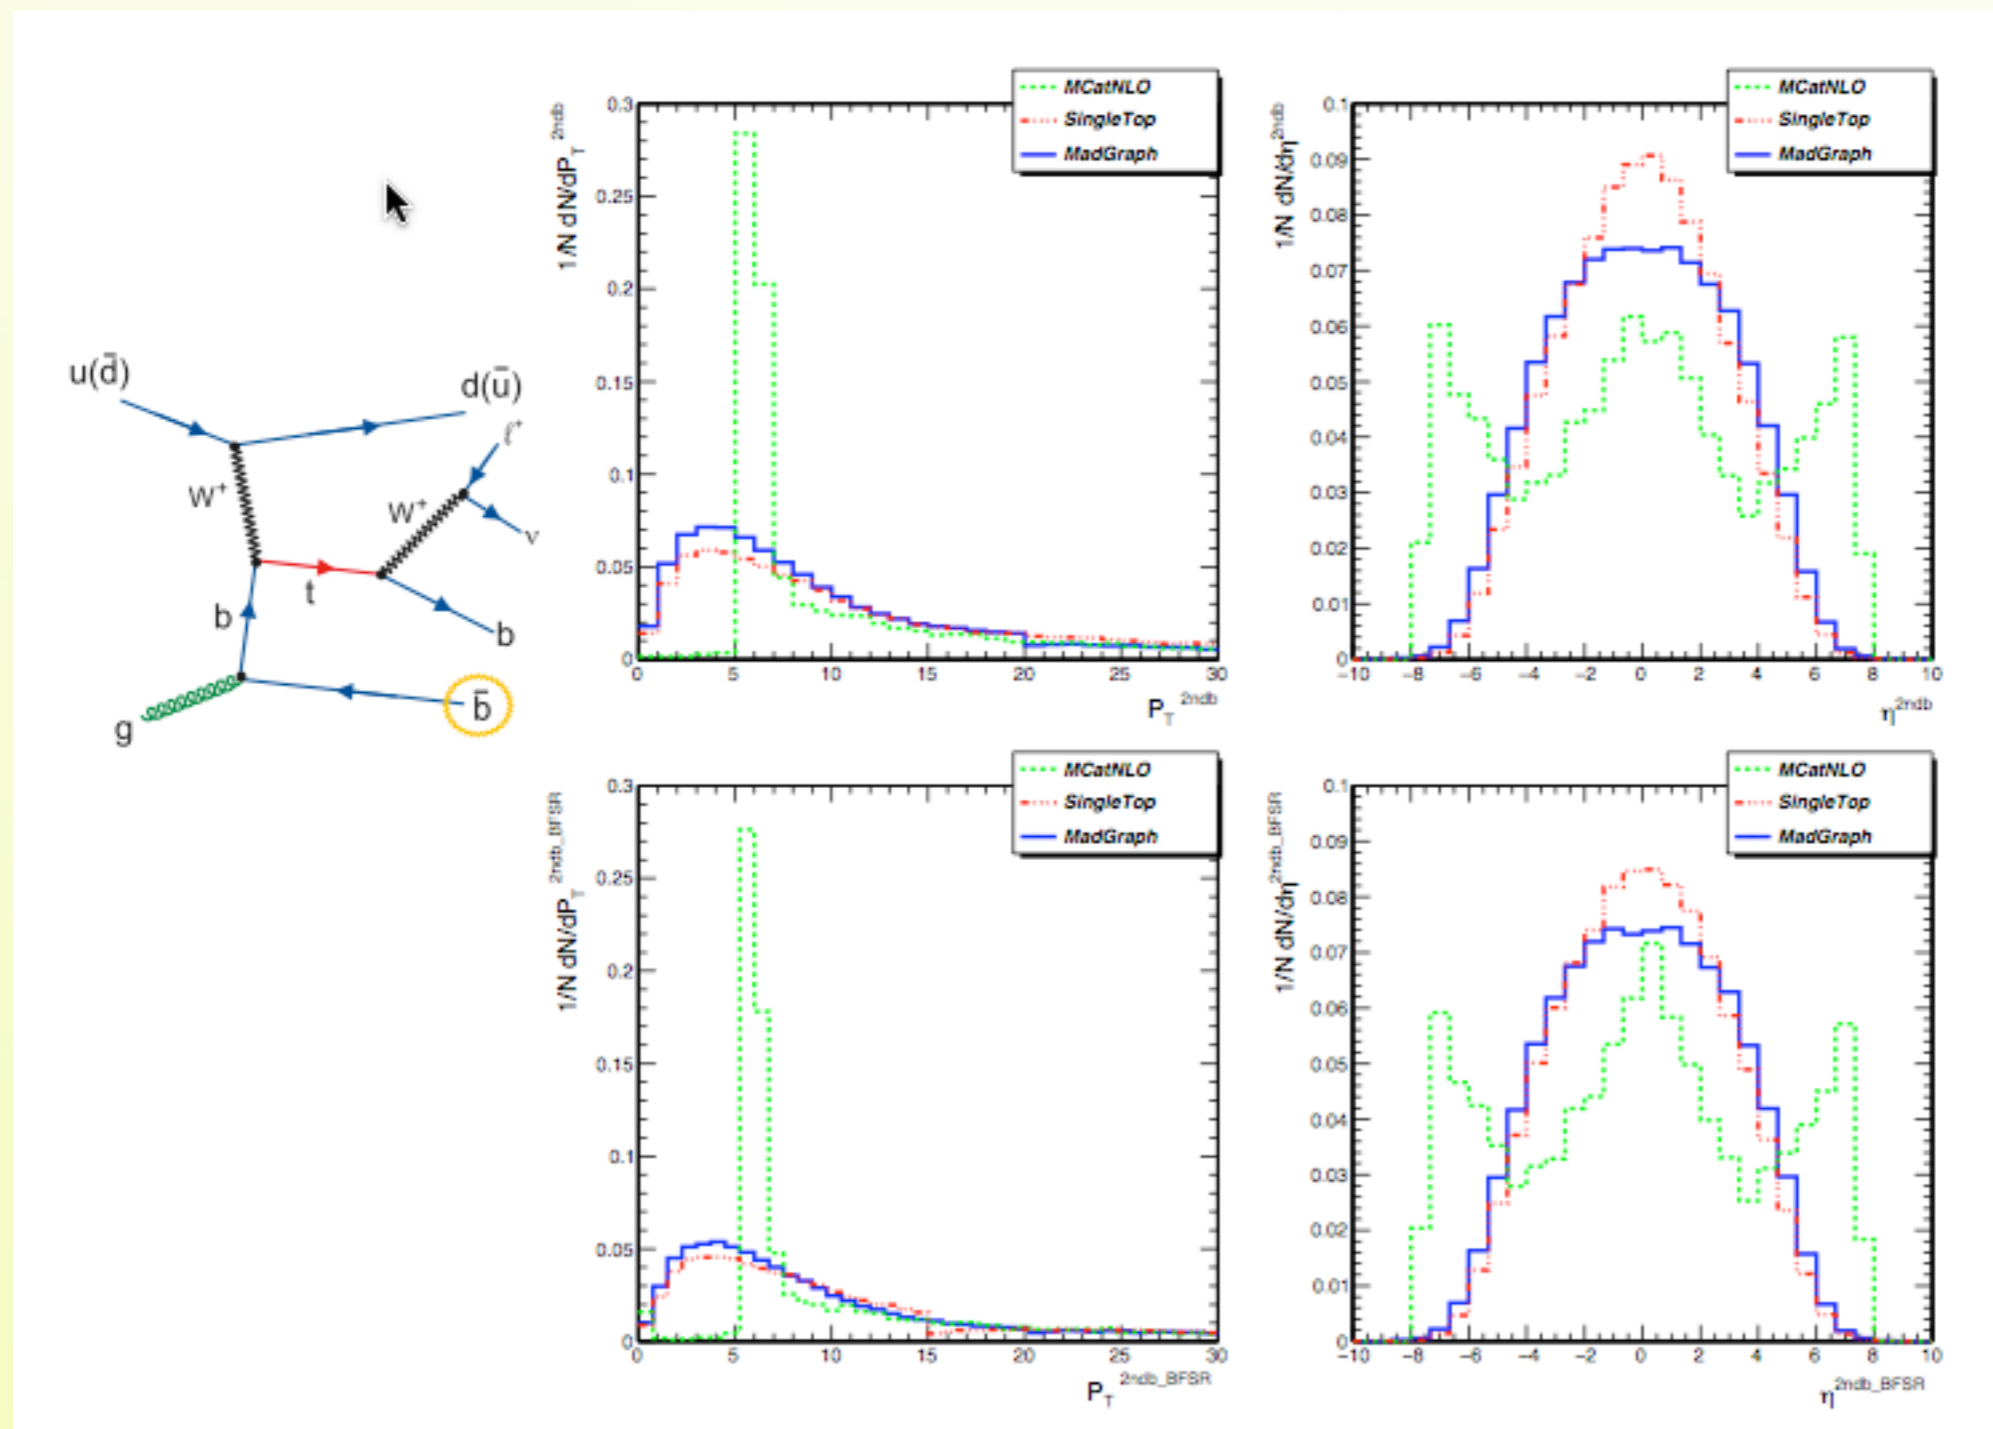 u(d̄)
d(ū)
ℓ⁺
W⁺
W⁺
ν
t
b
b
b̄
g
MCatNLO
SingleTop
MadGraph
1/N dN/dP_T^2ndb
0.3
0.25
0.2
0.15
0.1
0.05
0
0 5 10 15 20 25 30
P_T^2ndb
MCatNLO
SingleTop
MadGraph
1/N dN/dη^2ndb
0.1
0.09
0.08
0.07
0.06
0.05
0.04
0.03
0.02
0.01
0
−10 −8 −6 −4 −2 0 2 4 6 8 10
η^2ndb
MCatNLO
SingleTop
MadGraph
1/N dN/dP_T^2ndb_BFSR
0.3
0.25
0.2
0.15
0.1
0.05
0
0 5 10 15 20 25 30
P_T^2ndb_BFSR
MCatNLO
SingleTop
MadGraph
1/N dN/dη^2ndb_BFSR
0.1
0.09
0.08
0.07
0.06
0.05
0.04
0.03
0.02
0.01
0
−10 −8 −6 −4 −2 0 2 4 6 8 10
η^2ndb_BFSR